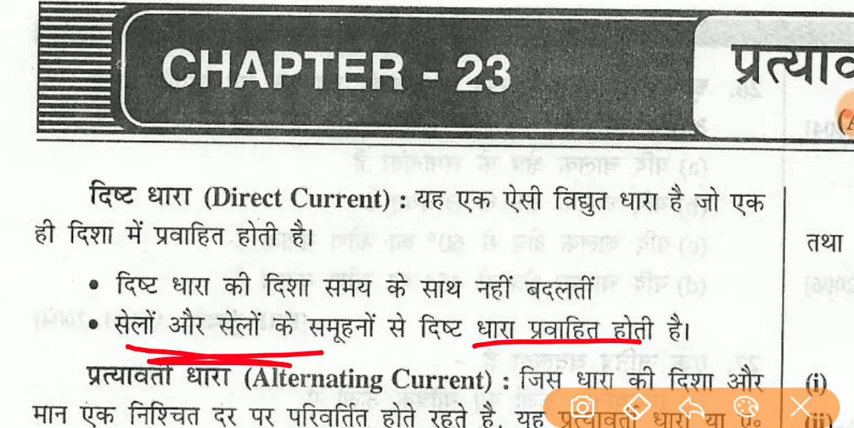 CHAPTER - 23
दिष्ट धारा (Direct Current) : यह एक ऐसी विद्युत धारा है जो एक
ही दिशा में प्रवाहित होती है।
तथा
• दिष्ट धारा की दिशा समय के साथ नहीं बदलती
• सेलों और सेलों के समूहनों से दिष्ट धारा प्रवाहित होती है।
प्रत्यावर्ती धारा (Alternating Current) : जिस धारा की दिशा और
(i)
मान एक निश्चित दर पर परिवर्तित होते रहते है, यह प्रत्यावर्ती धारा या ए॰
(ii)